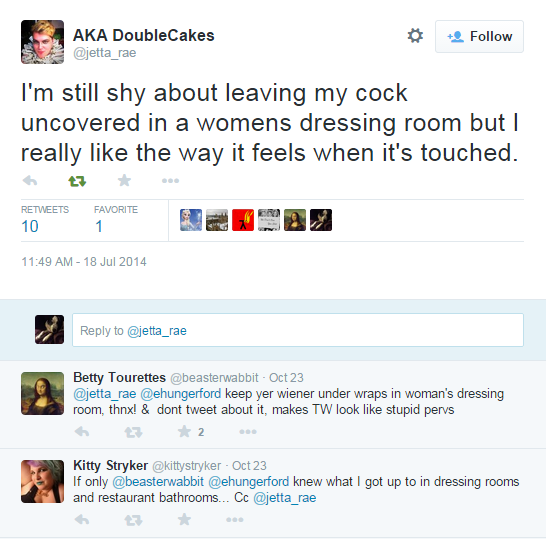 AKA DoubleCakes
@jetta_rae
Follow
I'm still shy about leaving my cock
uncovered in a womens dressing room but I
really like the way it feels when it's touched.
RETWEETS
FAVORITE
10
1
11:49 AM - 18 Jul 2014
Reply to @jetta_rae
Betty Tourettes @beasterwabbit · Oct 23
@jetta_rae @ehungerford keep yer wiener under wraps in woman's dressing
room, thnx! & dont tweet about it, makes TW look like stupid pervs
2
Kitty Stryker @kittystryker · Oct 23
If only @beasterwabbit @ehungerford knew what I got up to in dressing rooms
and restaurant bathrooms... Cc @jetta_rae